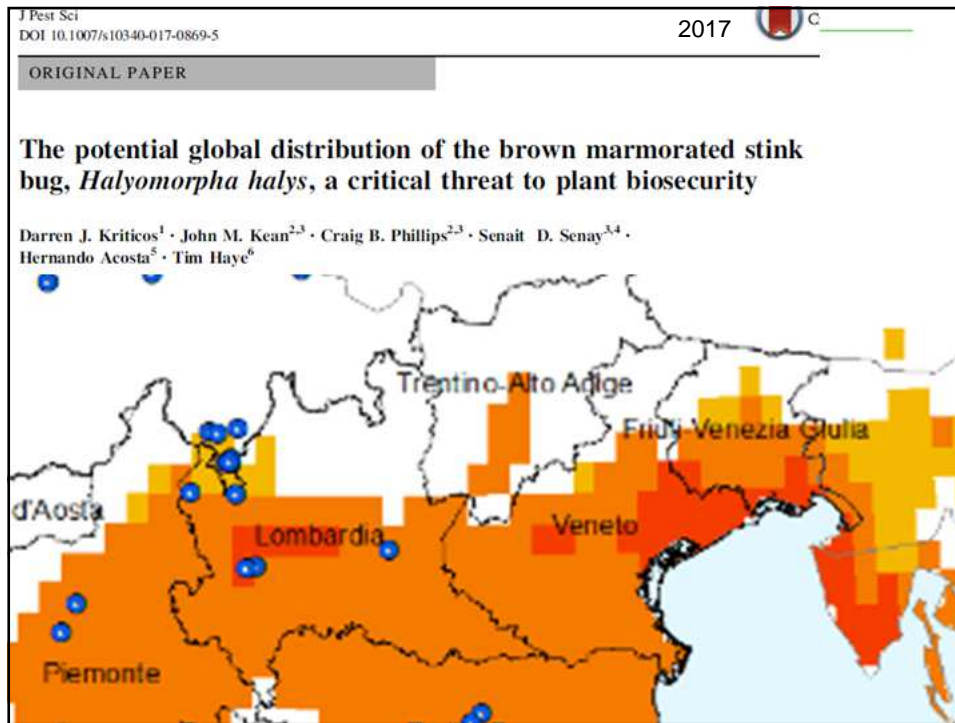 J Pest Sci
DOI 10.1007/s10340-017-0869-5
2017
ORIGINAL PAPER
The potential global distribution of the brown marmorated stink
bug, Halyomorpha halys, a critical threat to plant biosecurity
Darren J. Kriticos1 · John M. Kean2,3 · Craig B. Phillips2,3 · Senait D. Senay3,4 ·
Hernando Acosta5 · Tim Haye6
Trentino-Alto Adige
Friuli-Venezia Giulia
d'Aosta
Lombardia
Veneto
Piemonte